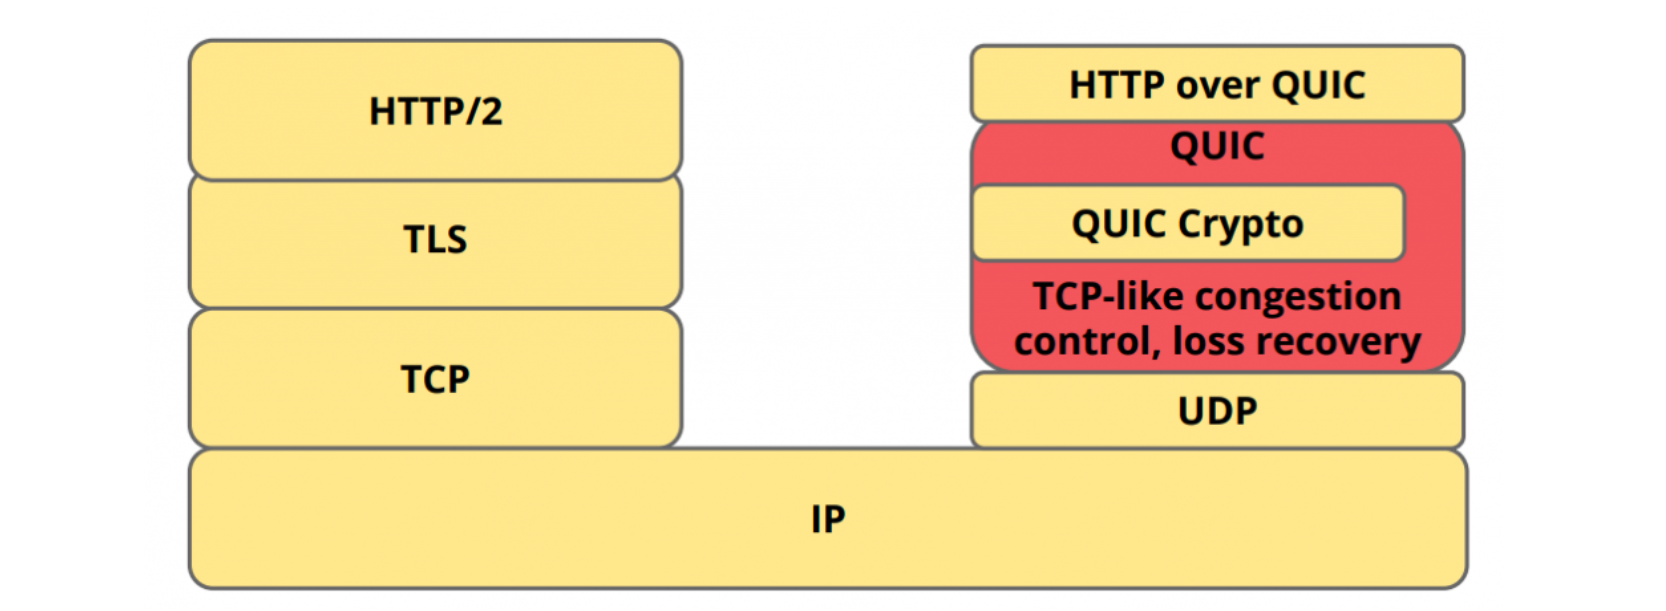 HTTP/2
TLS
TCP
HTTP over QUIC
QUIC
QUIC Crypto
TCP-like congestion
control, loss recovery
UDP
IP